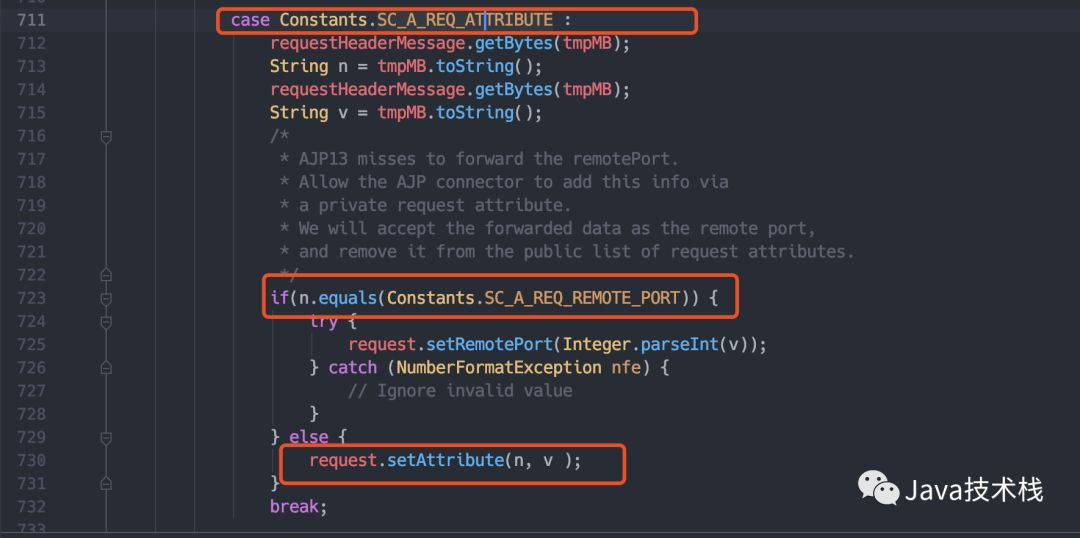 711 case Constants.SC_A_REQ_ATTRIBUTE :
712 requestHeaderMessage.getBytes(tmpMB);
713 String n = tmpMB.toString();
714 requestHeaderMessage.getBytes(tmpMB);
715 String v = tmpMB.toString();
716 /*
717 * AJP13 misses to forward the remotePort.
718 * Allow the AJP connector to add this info via
719 * a private request attribute.
720 * We will accept the forwarded data as the remote port,
721 * and remove it from the public list of request attributes.
722 */
723 if(n.equals(Constants.SC_A_REQ_REMOTE_PORT)) {
724 try {
725 request.setRemotePort(Integer.parseInt(v));
726 } catch (NumberFormatException nfe) {
727 // Ignore invalid value
728 }
729 } else {
730 request.setAttribute(n, v );
731 }
732 break;
733
Java技术栈